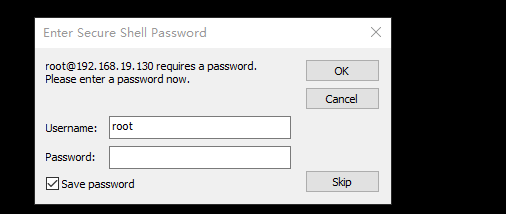 Enter Secure Shell Password
root@192.168.19.130 requires a password.
Please enter a password now.
OK
Cancel
Username: root
Password:
Save password
Skip